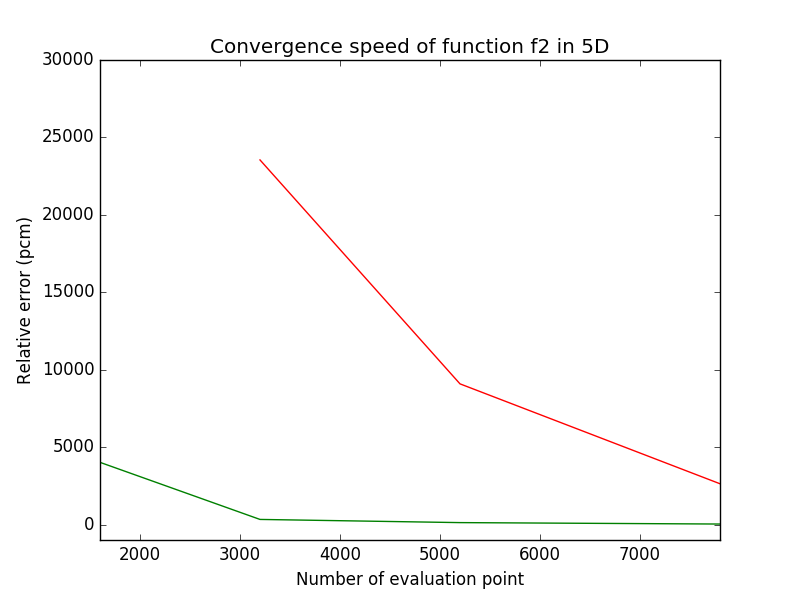 Convergence speed of function f2 in 5D
30000
25000
20000
15000
10000
5000
0
Relative error (pcm)
2000 3000 4000 5000 6000 7000
Number of evaluation point